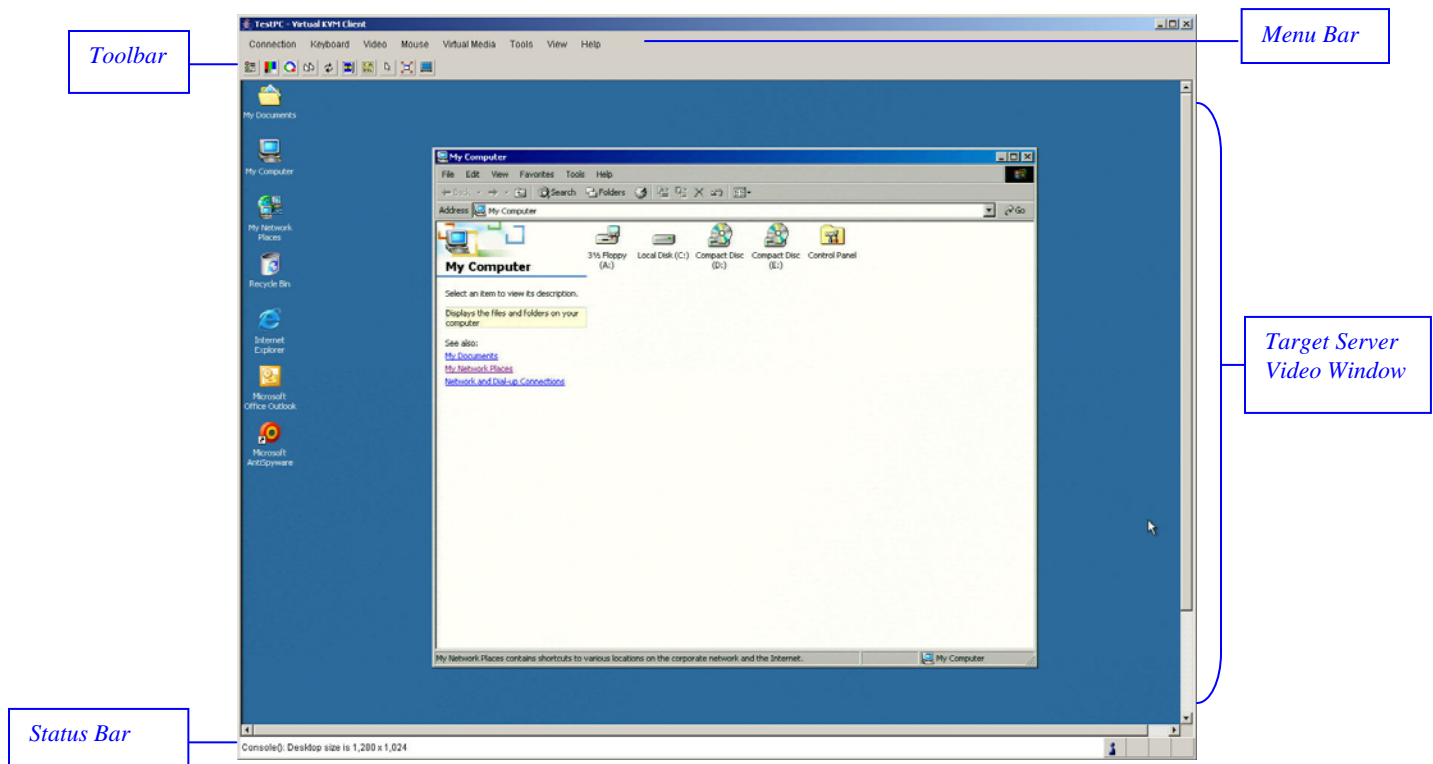 TestPC - Virtual KVM Client
Menu Bar
Connection Keyboard Video Mouse Virtual Media Tools View Help
Toolbar
My Documents
My Computer
My Network
Places
Recycle Bin
Internet
Explorer
Microsoft
Office Outlook
Microsoft
AntiSpyware
My Computer
File Edit View Favorites Tools Help
Back Search Folders
Address My Computer Go
3½ Floppy
(A:)
Local Disk (C:)
Compact Disc
(D:)
Compact Disc
(E:)
Control Panel
My Computer
Select an item to view its description.
Displays the files and folders on your
computer
See also:
My Documents
My Network Places
Network and Dial-up Connections
My Network Places contains shortcuts to various locations on the corporate network and the Internet.
My Computer
Target Server
Video Window
Status Bar
Console(): Desktop size is 1,280 x 1,024